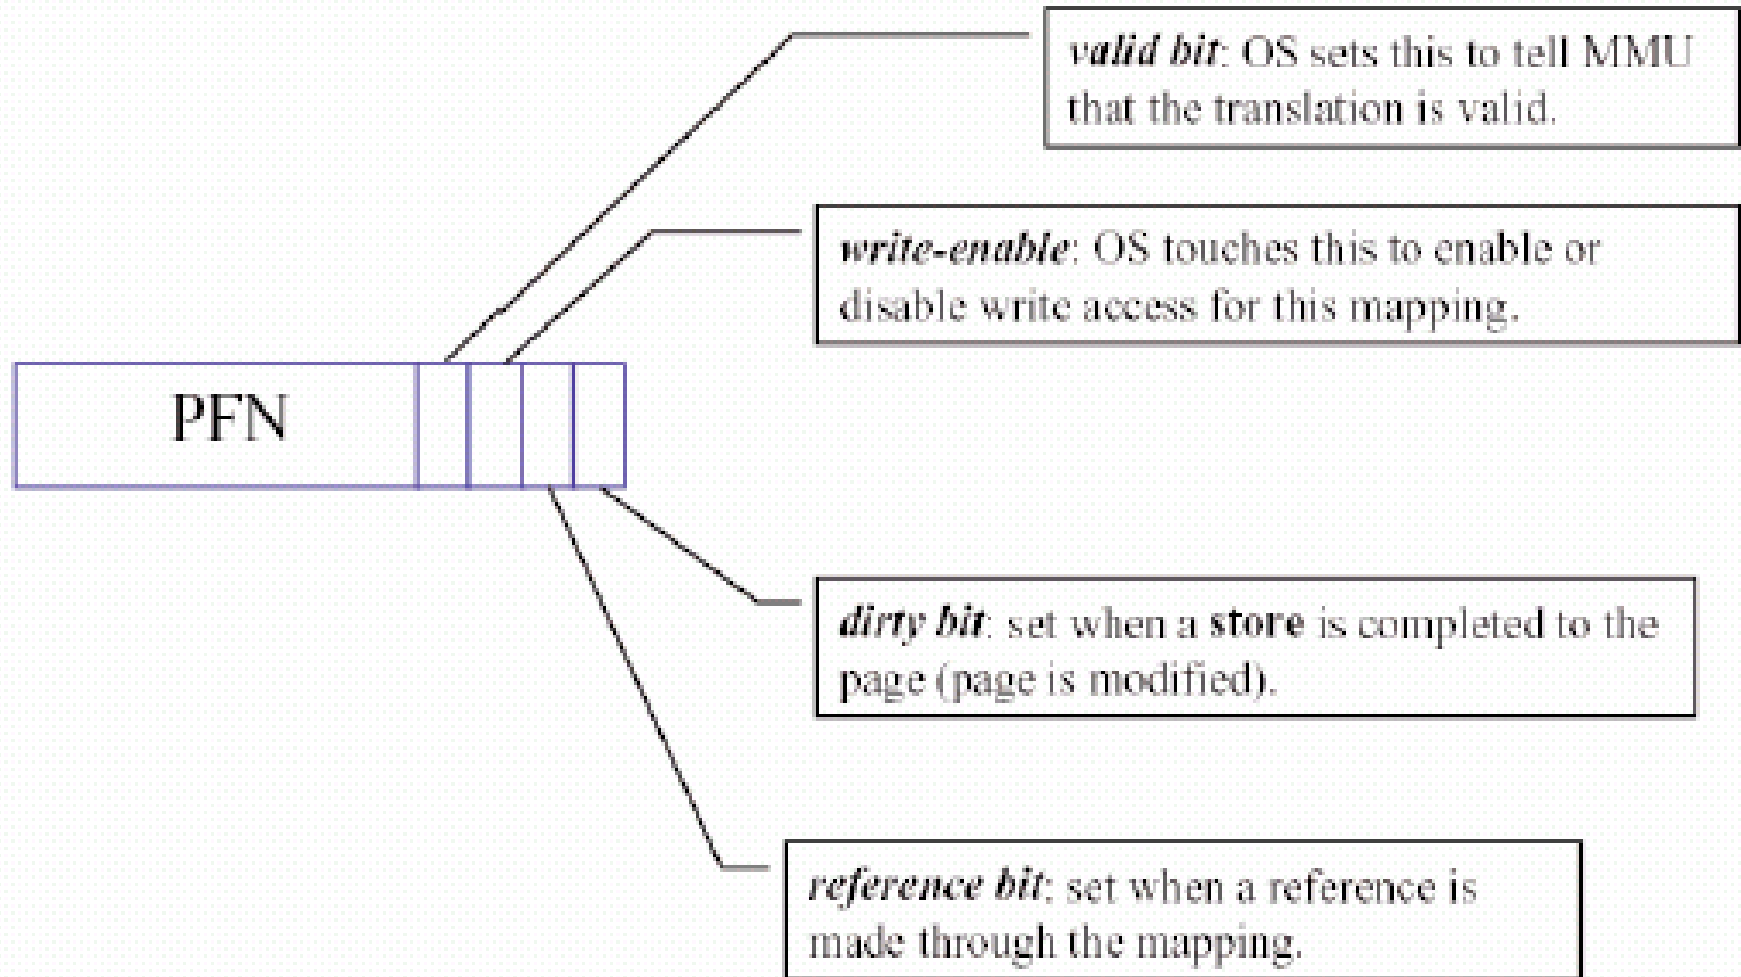 valid bit: OS sets this to tell MMU
that the translation is valid.
write-enable: OS touches this to enable or
disable write access for this mapping.
PFN
dirty bit: set when a store is completed to the
page (page is modified).
reference bit: set when a reference is
made through the mapping.